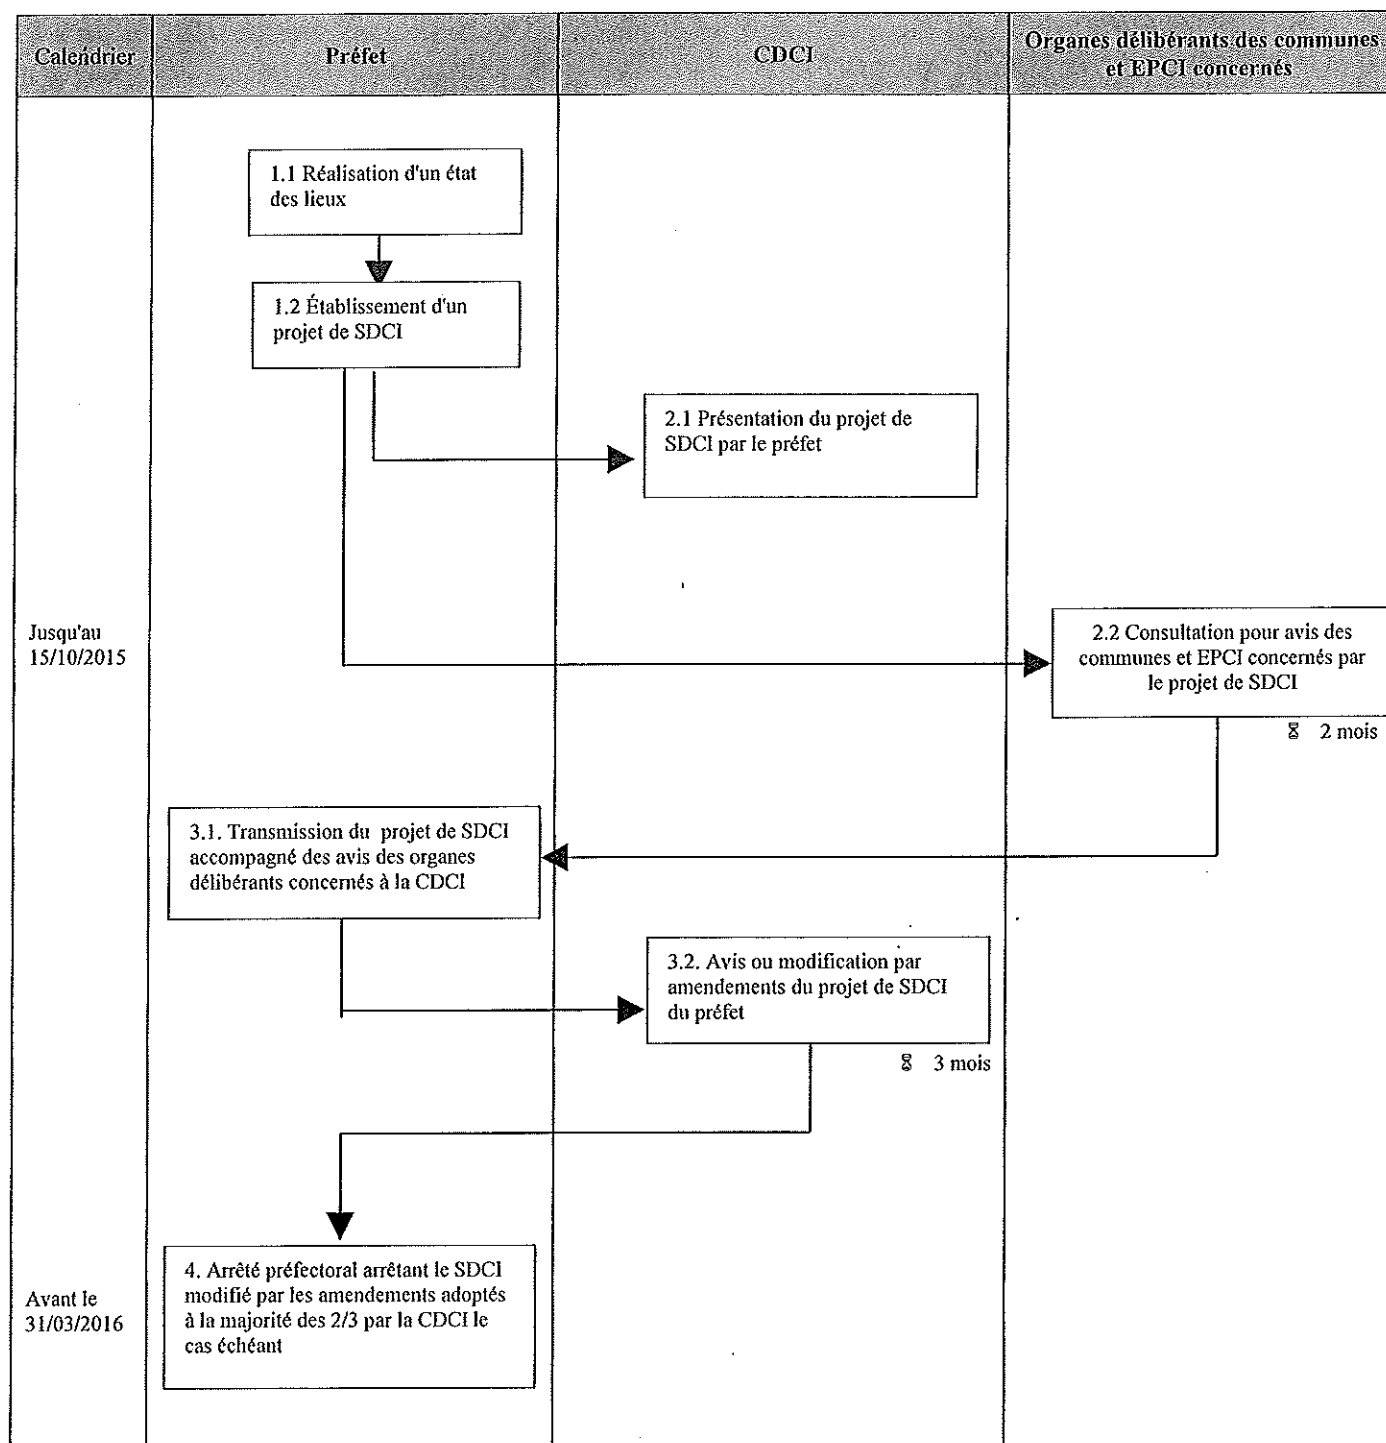 Calendrier
Préfet
CDCI
Organes délibérants des communes
et EPCI concernés
1.1 Réalisation d'un état
des lieux
1.2 Établissement d'un
projet de SDCI
2.1 Présentation du projet de
SDCI par le préfet
Jusqu'au
15/10/2015
2.2 Consultation pour avis des
communes et EPCI concernés par
le projet de SDCI
2 mois
3.1. Transmission du projet de SDCI
accompagné des avis des organes
délibérants concernés à la CDCI
3.2. Avis ou modification par
amendements du projet de SDCI
du préfet
3 mois
Avant le
31/03/2016
4. Arrêté préfectoral arrêtant le SDCI
modifié par les amendements adoptés
à la majorité des 2/3 par la CDCI le
cas échéant